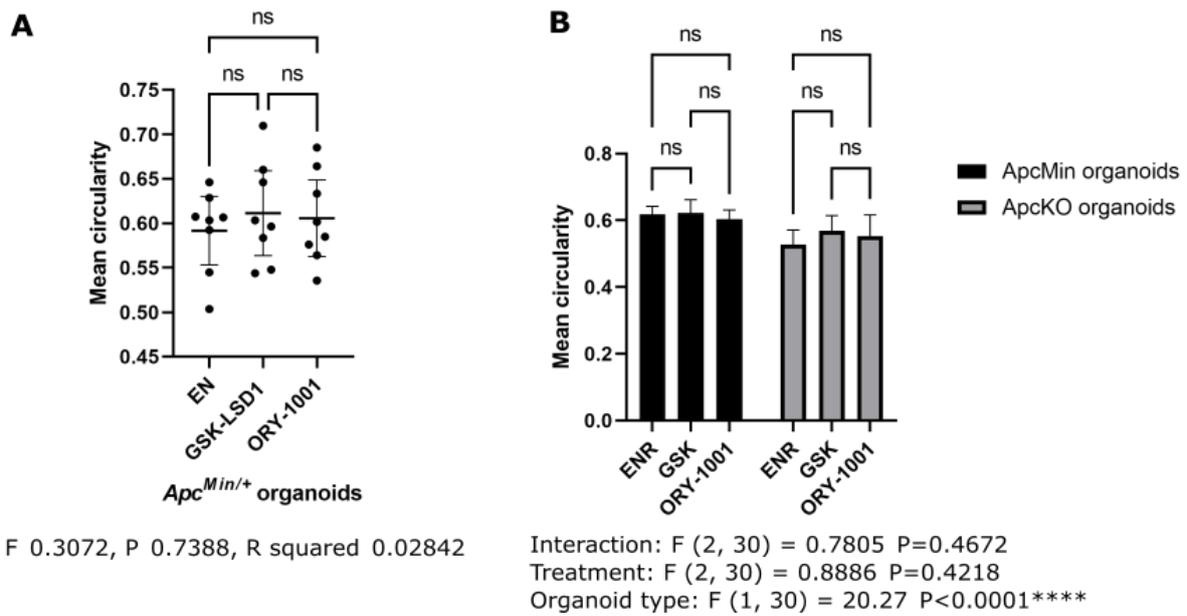 A
ns
ns
ns
0.75
0.70
0.65
0.60
0.55
0.50
0.45
Mean circularity
EN
GSK-LSD1
ORY-1001
Apc^Min/+ organoids
F 0.3072, P 0.7388, R squared 0.02842
B
ns
ns
ns
ns
ns
ns
0.8
0.6
0.4
0.2
0.0
Mean circularity
ENR
GSK
ORY-1001
ENR
GSK
ORY-1001
ApcMin organoids
ApcKO organoids
Interaction: F (2, 30) = 0.7805 P=0.4672
Treatment: F (2, 30) = 0.8886 P=0.4218
Organoid type: F (1, 30) = 20.27 P<0.0001****